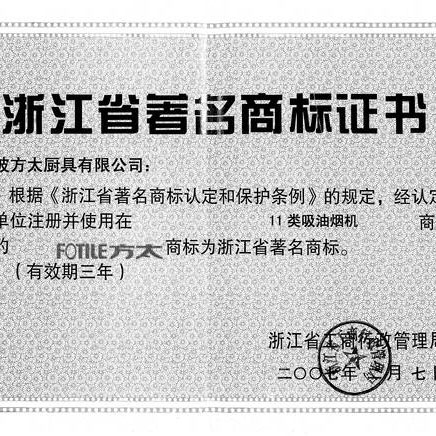 浙江省著名商标证书
波方太厨具有限公司：
根据《浙江省著名商标认定和保护条例》的规定，经认定
单位注册并使用在 11 类吸油烟机 商
的 FOTILE方太 商标为浙江省著名商标。
（有效期三年）
浙江省工商行政管理局
二〇〇七年 月 七日